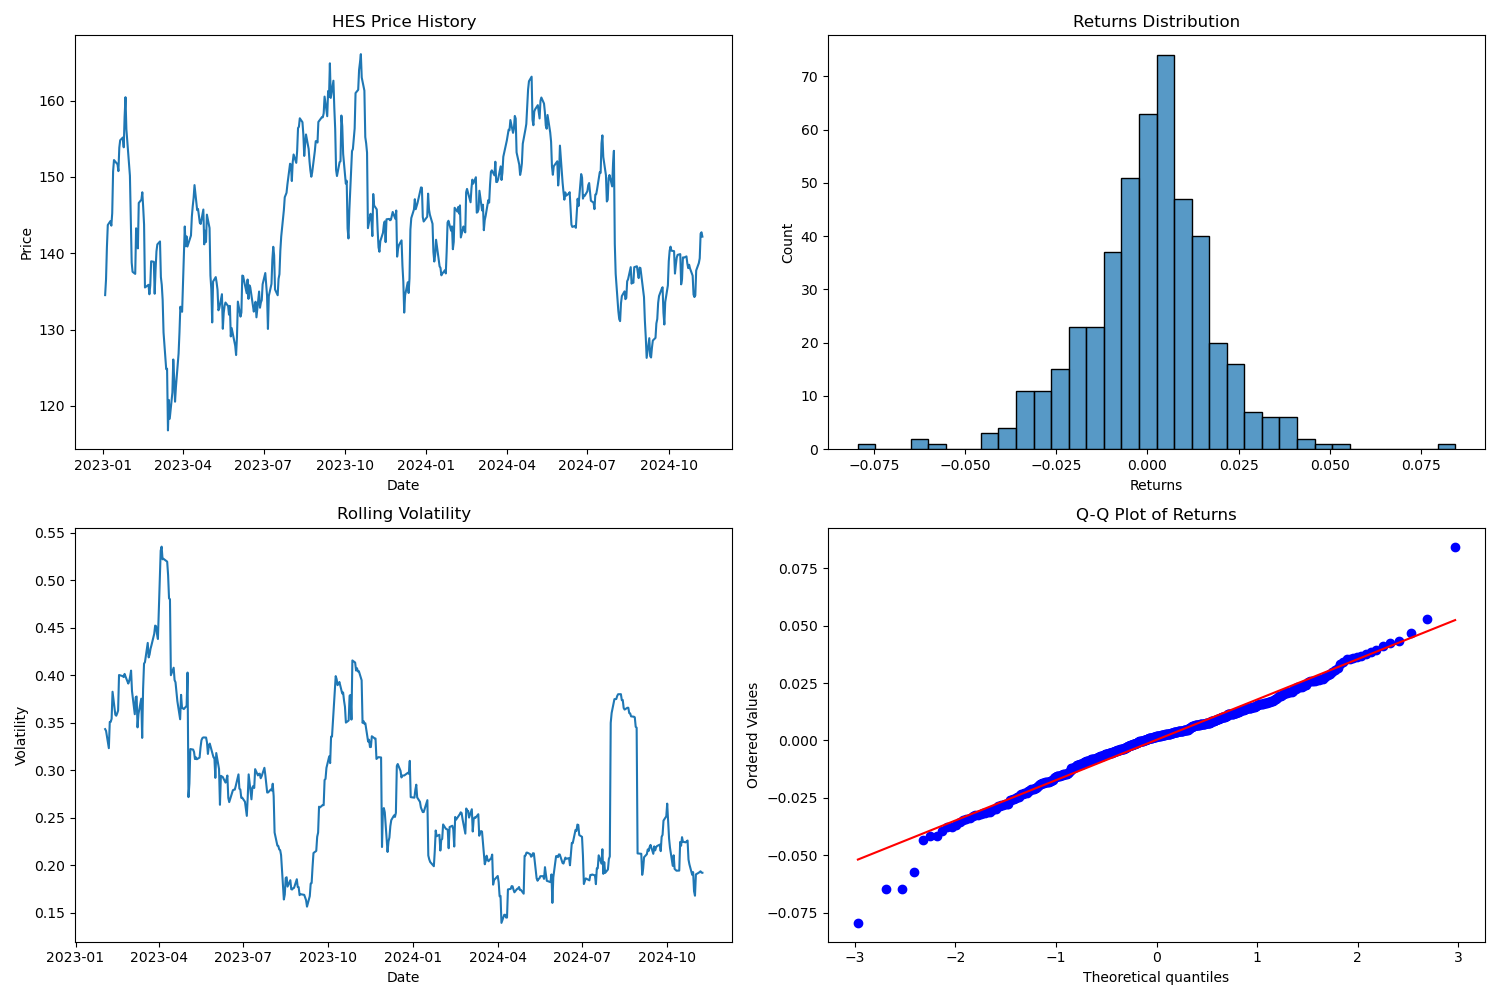 HES Price History
Price
160
150
140
130
120
2023-01 2023-04 2023-07 2023-10 2024-01 2024-04 2024-07 2024-10
Date
Returns Distribution
Count
70
60
50
40
30
20
10
0
−0.075 −0.050 −0.025 0.000 0.025 0.050 0.075
Returns
Rolling Volatility
Volatility
0.55
0.50
0.45
0.40
0.35
0.30
0.25
0.20
0.15
2023-01 2023-04 2023-07 2023-10 2024-01 2024-04 2024-07 2024-10
Date
Q-Q Plot of Returns
Ordered Values
0.075
0.050
0.025
0.000
−0.025
−0.050
−0.075
−3 −2 −1 0 1 2 3
Theoretical quantiles